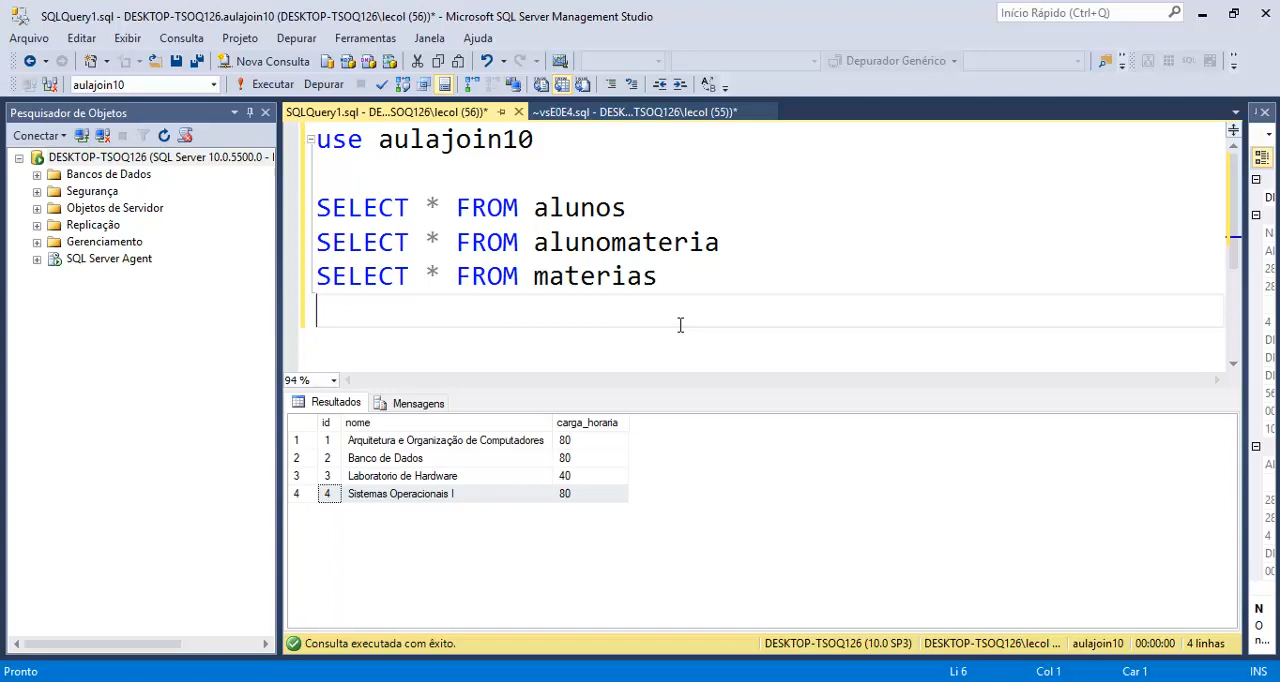 SQLQuery1.sql - DESKTOP-TSOQ126.aulajoin10 (DESKTOP-TSOQ126\lecol (56))* - Microsoft SQL Server Management Studio
Início Rápido (Ctrl+Q)
Arquivo Editar Exibir Consulta Projeto Depurar Ferramentas Janela Ajuda
Nova Consulta
Depurador Genérico
aulajoin10
Executar Depurar
Pesquisador de Objetos
SQLQuery1.sql - DE...SOQ126\lecol (56))*
~vsE0E4.sql - DESK...TSOQ126\lecol (55))*
Conectar
DESKTOP-TSOQ126 (SQL Server 10.0.5500.0 -
Bancos de Dados
Segurança
Objetos de Servidor
Replicação
Gerenciamento
SQL Server Agent
use aulajoin10
SELECT * FROM alunos
SELECT * FROM alunomateria
SELECT * FROM materias
94 %
Resultados Mensagens
id nome carga_horaria
1 1 Arquitetura e Organização de Computadores 80
2 2 Banco de Dados 80
3 3 Laboratorio de Hardware 40
4 4 Sistemas Operacionais I 80
Consulta executada com êxito.
DESKTOP-TSOQ126 (10.0 SP3) DESKTOP-TSOQ126\lecol ... aulajoin10 00:00:00 4 linhas
Pronto
Li 6 Col 1 Car 1 INS